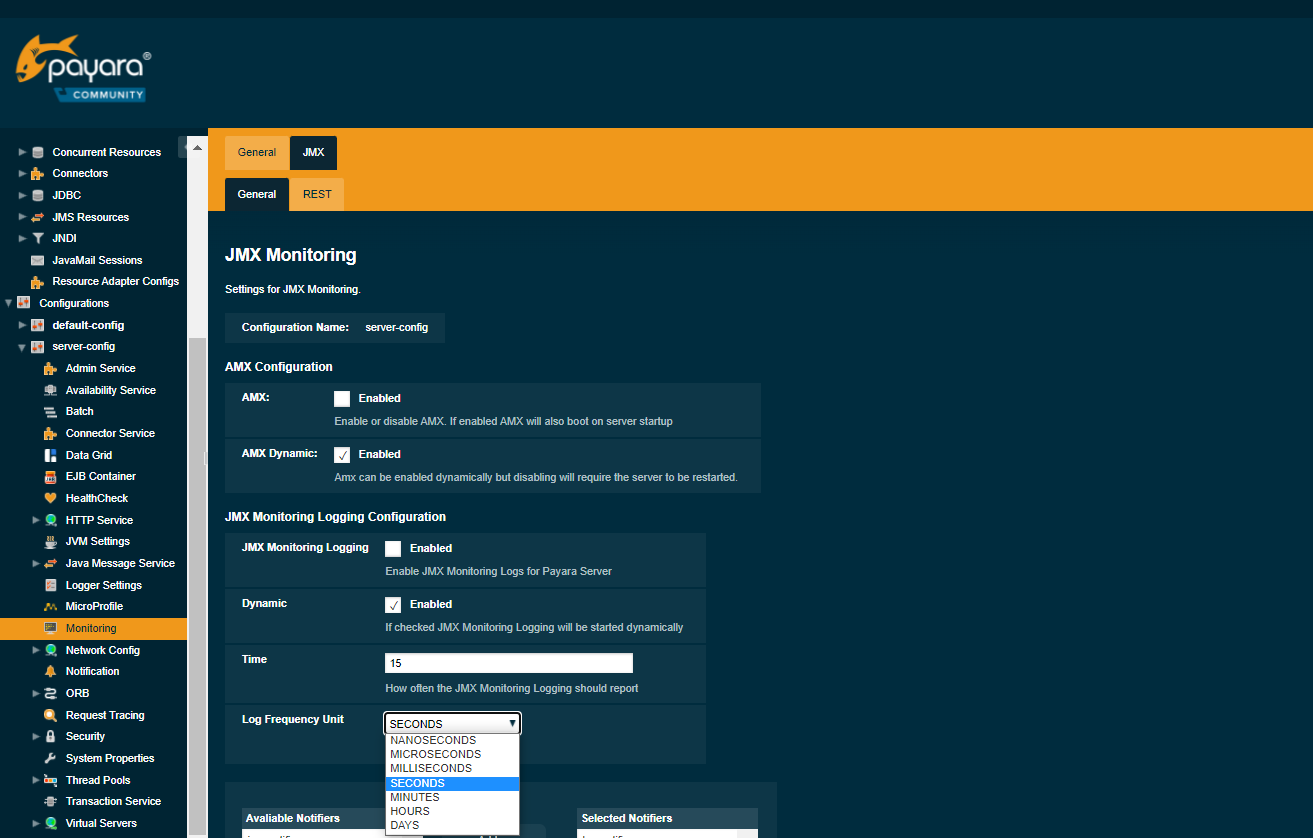 payara®
COMMUNITY
Concurrent Resources
Connectors
JDBC
JMS Resources
JNDI
JavaMail Sessions
Resource Adapter Configs
Configurations
default-config
server-config
Admin Service
Availability Service
Batch
Connector Service
Data Grid
EJB Container
HealthCheck
HTTP Service
JVM Settings
Java Message Service
Logger Settings
MicroProfile
Monitoring
Network Config
Notification
ORB
Request Tracing
Security
System Properties
Thread Pools
Transaction Service
Virtual Servers
General JMX
General REST
JMX Monitoring
Settings for JMX Monitoring.
Configuration Name: server-config
AMX Configuration
AMX: Enabled
Enable or disable AMX. If enabled AMX will also boot on server startup
AMX Dynamic: Enabled
Amx can be enabled dynamically but disabling will require the server to be restarted.
JMX Monitoring Logging Configuration
JMX Monitoring Logging Enabled
Enable JMX Monitoring Logs for Payara Server
Dynamic Enabled
If checked JMX Monitoring Logging will be started dynamically
Time 15
How often the JMX Monitoring Logging should report
Log Frequency Unit SECONDS
NANOSECONDS
MICROSECONDS
MILLISECONDS
SECONDS
MINUTES
HOURS
DAYS
Available Notifiers Selected Notifiers